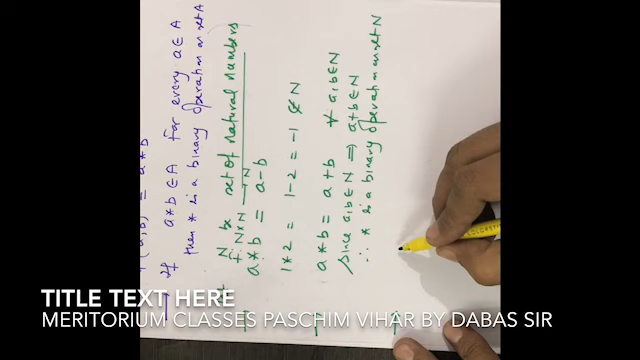 f(a,b) = a*b
If a*b ∈ A for every a ∈ A
then * is a binary operation on set A
N be set of natural numbers
f: N×N → N
a*b = a-b
1*2 = 1-2 = -1 ∉ N
a*b = a+b ∀ a,b ∈ N
Since a,b ∈ N ⇒ a+b ∈ N
∴ * is a binary operation on set N
TITLE TEXT HERE
MERITORIUM CLASSES PASCHIM VIHAR BY DABAS SIR